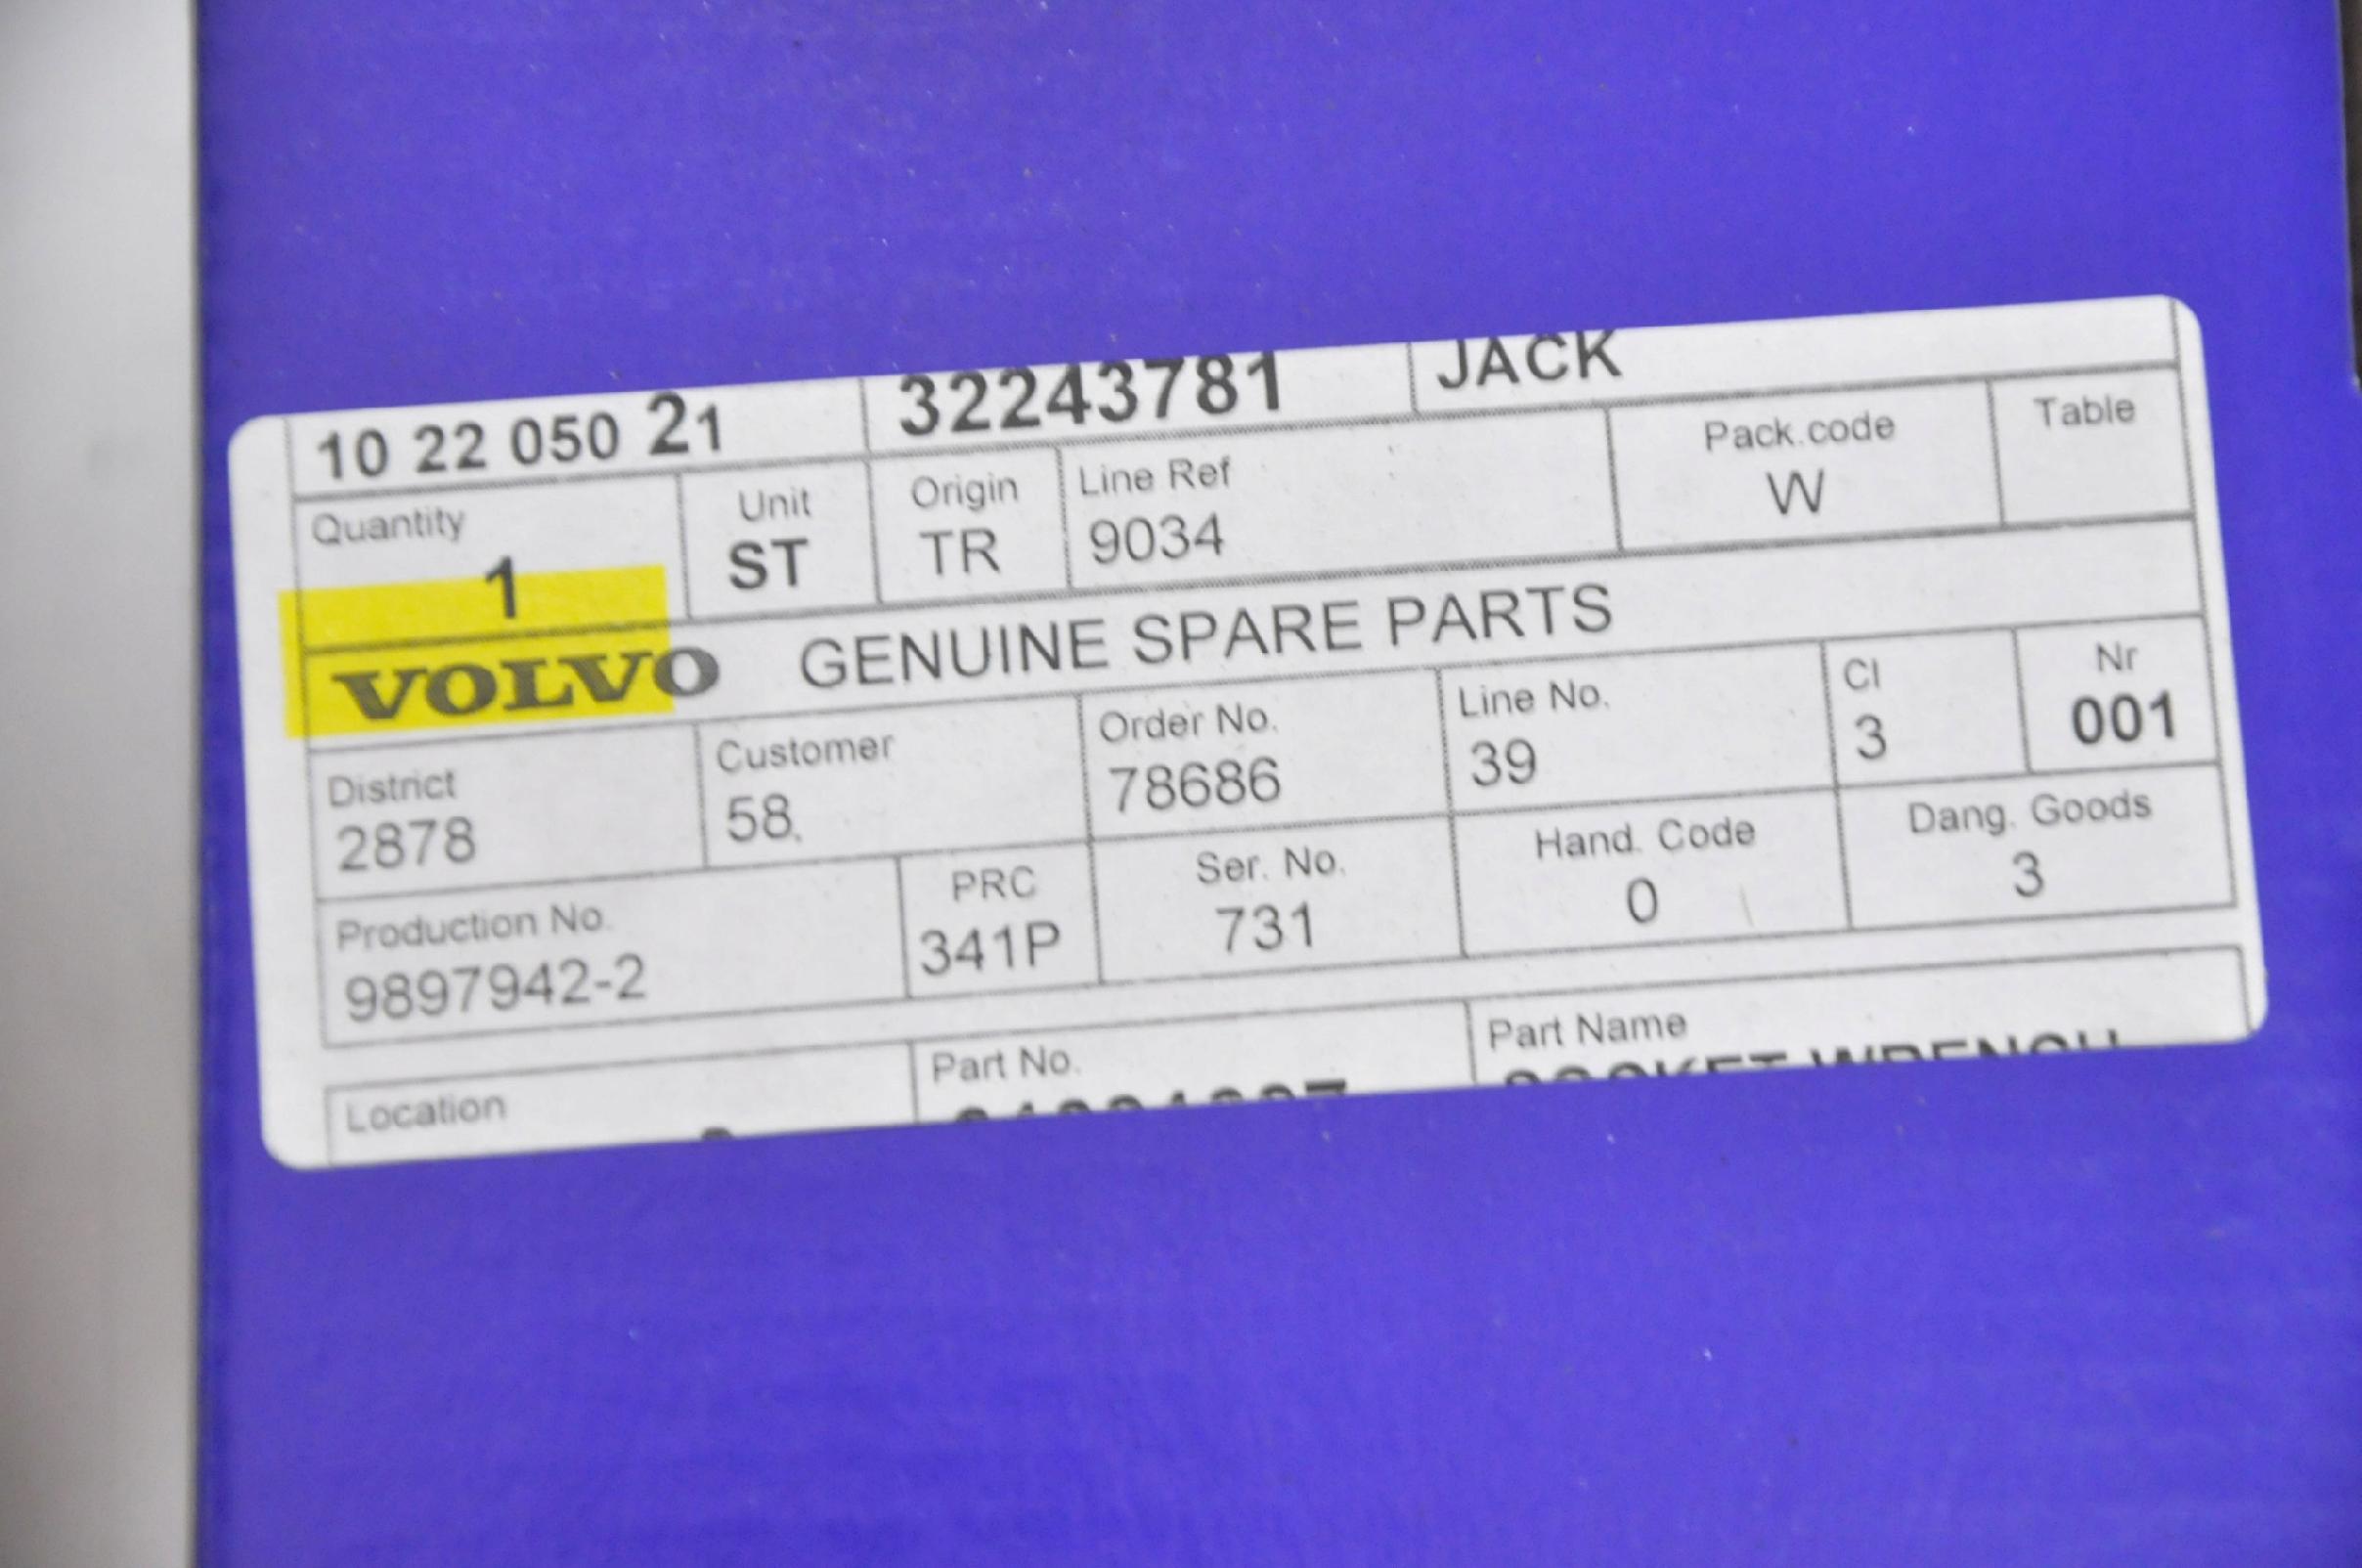 10 22 050 21 32243781 JACK
Quantity Unit Origin Line Ref Pack.code Table
1 ST TR 9034 W
VOLVO GENUINE SPARE PARTS
District Customer Order No. Line No. Cl Nr
2878 58. 78686 39 3 001
Production No. PRC Ser. No. Hand. Code Dang. Goods
9897942-2 341P 731 0 3
Location Part No. Part Name
SOCKET WRENCH